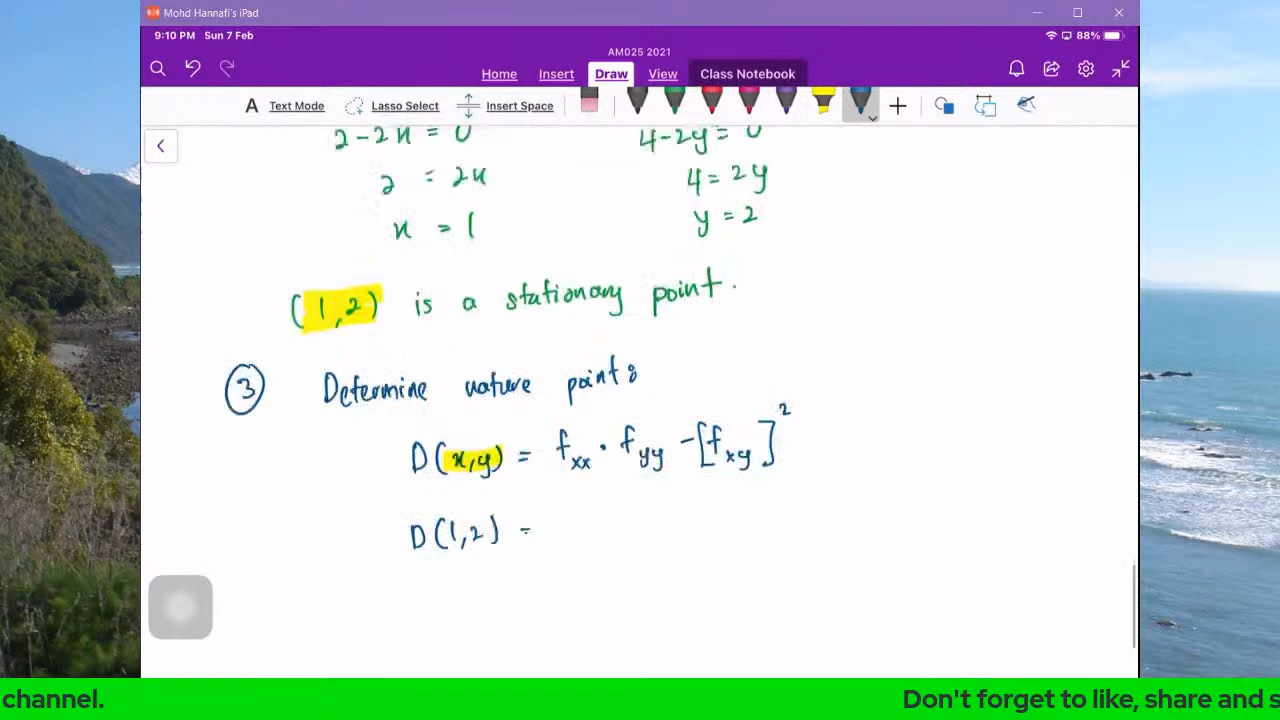 Mohd Hannafi's iPad
9:10 PM Sun 7 Feb
88%
AM025 2021
Home Insert Draw View Class Notebook
A Text Mode Lasso Select Insert Space
2-2x = 0 4-2y = 0
2 = 2x 4 = 2y
x = 1 y = 2
(1,2) is a stationary point.
③ Determine nature point:
D(x,y) = fxx · fyy - [fxy]²
D(1,2) =
channel. Don't forget to like, share and s